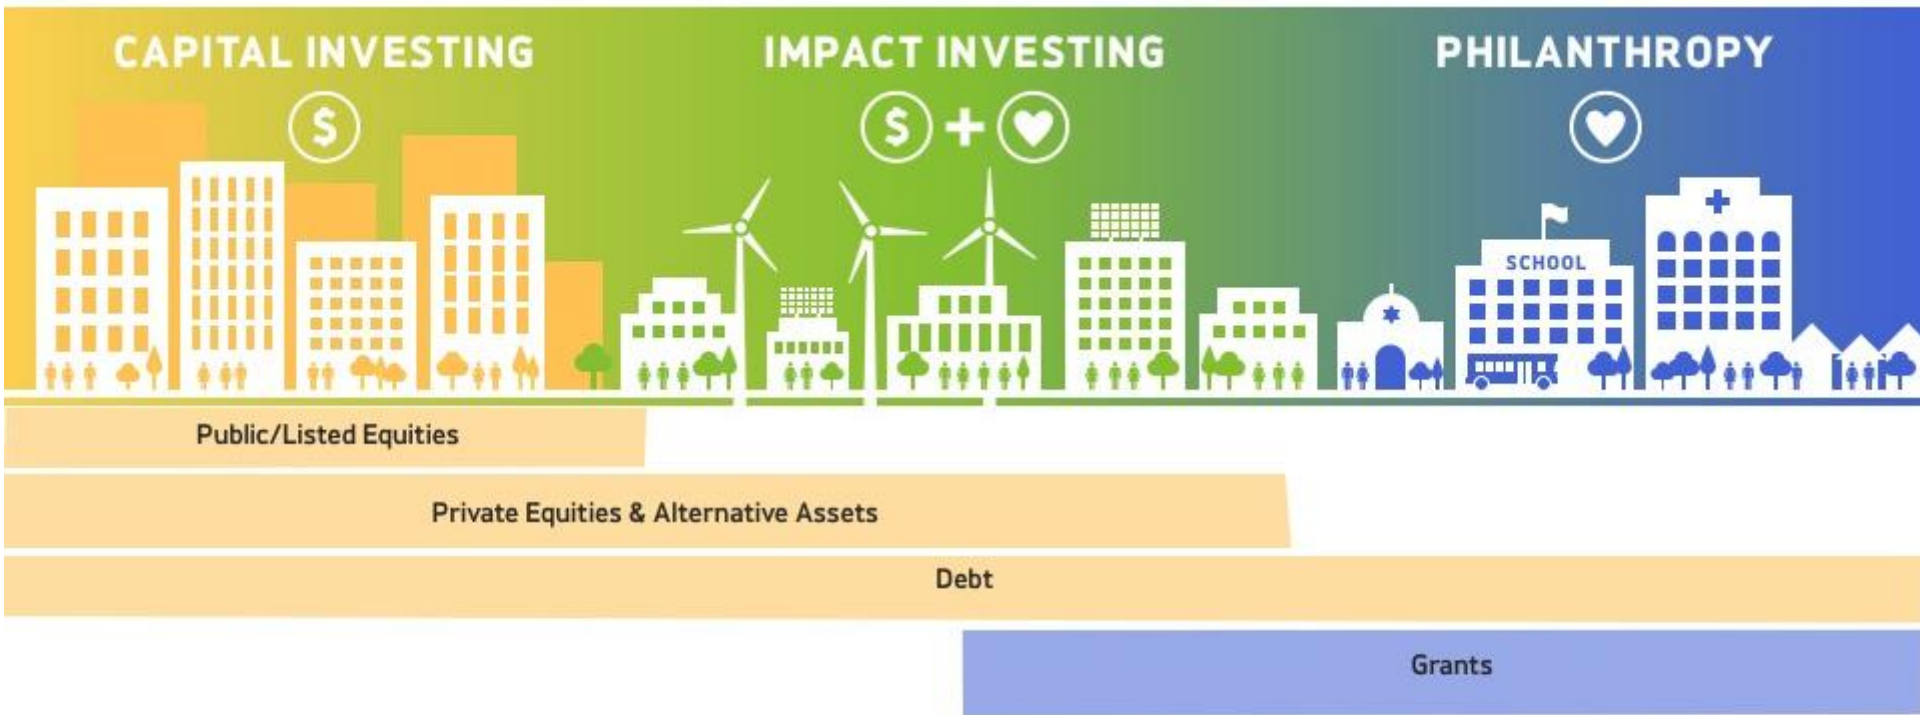 CAPITAL INVESTING
IMPACT INVESTING
PHILANTHROPY
$
$ +
SCHOOL
Public/Listed Equities
Private Equities & Alternative Assets
Debt
Grants